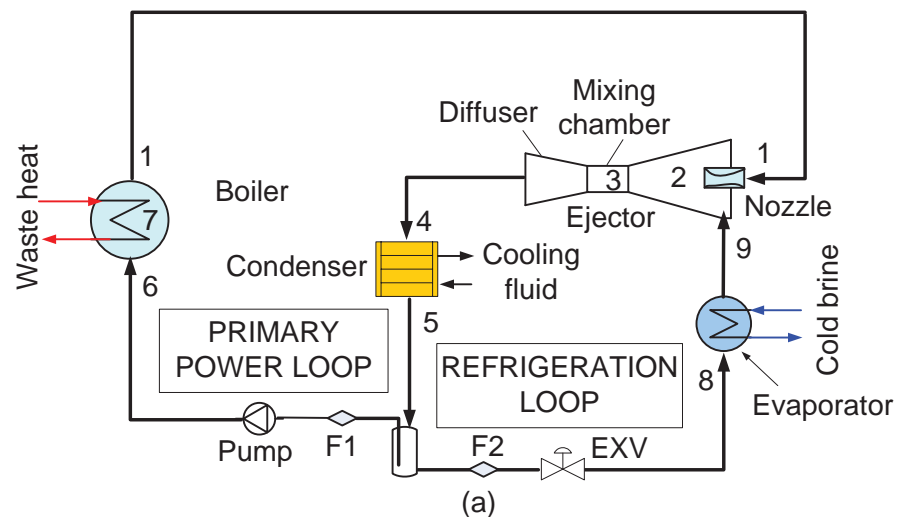 Mixing
chamber
Diffuser
1
1
2
3
Waste heat
7
Boiler
Ejector
Nozzle
4
9
Condenser
Cooling
fluid
6
5
Cold brine
PRIMARY
POWER LOOP
REFRIGERATION
LOOP
8
Evaporator
Pump
F1
F2
EXV
(a)